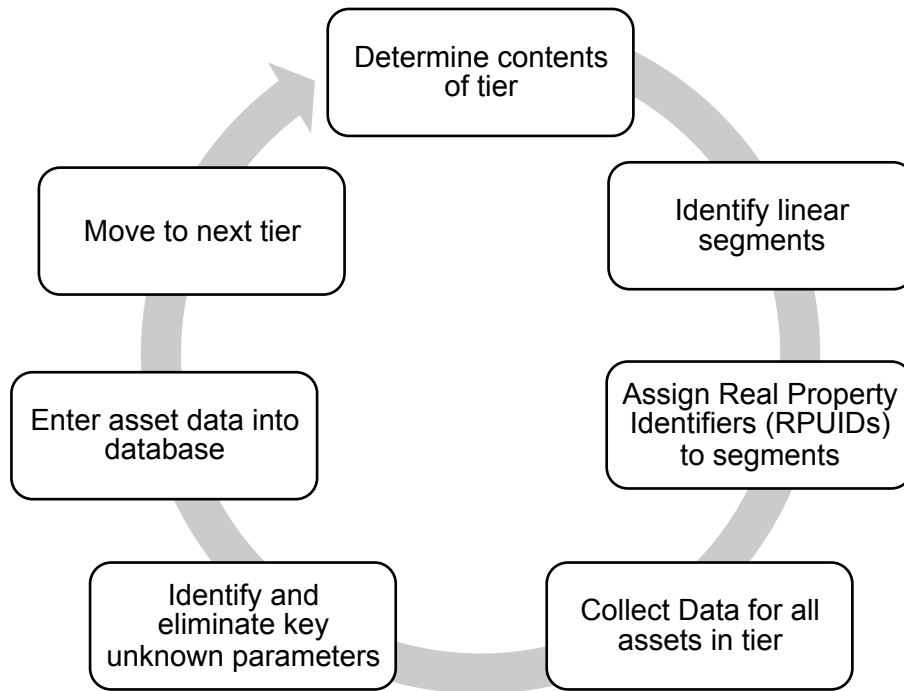 Determine contents
of tier
Identify linear
segments
Assign Real Property
Identifiers (RPUIDs)
to segments
Collect Data for all
assets in tier
Identify and
eliminate key
unknown parameters
Enter asset data into
database
Move to next tier